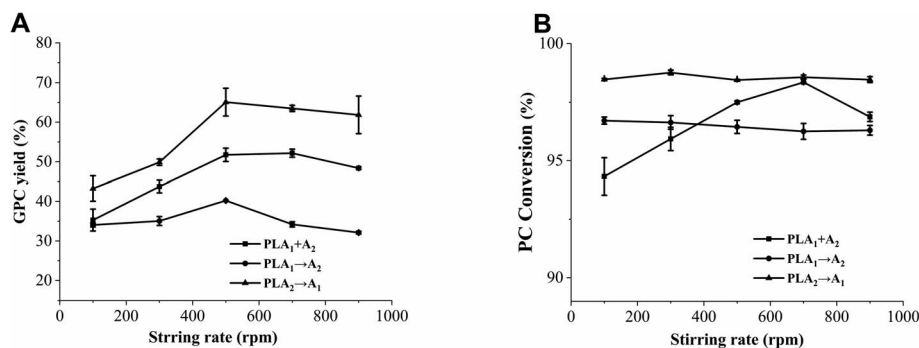 A
GPC yield (%)
80
70
60
50
40
30
20
PLA₁+A₂
PLA₁→A₂
PLA₂→A₁
0 200 400 600 800 1000
Strring rate (rpm)
B
PC Conversion (%)
100
95
90
PLA₁+A₂
PLA₁→A₂
PLA₂→A₁
0 200 400 600 800 1000
Stirring rate (rpm)